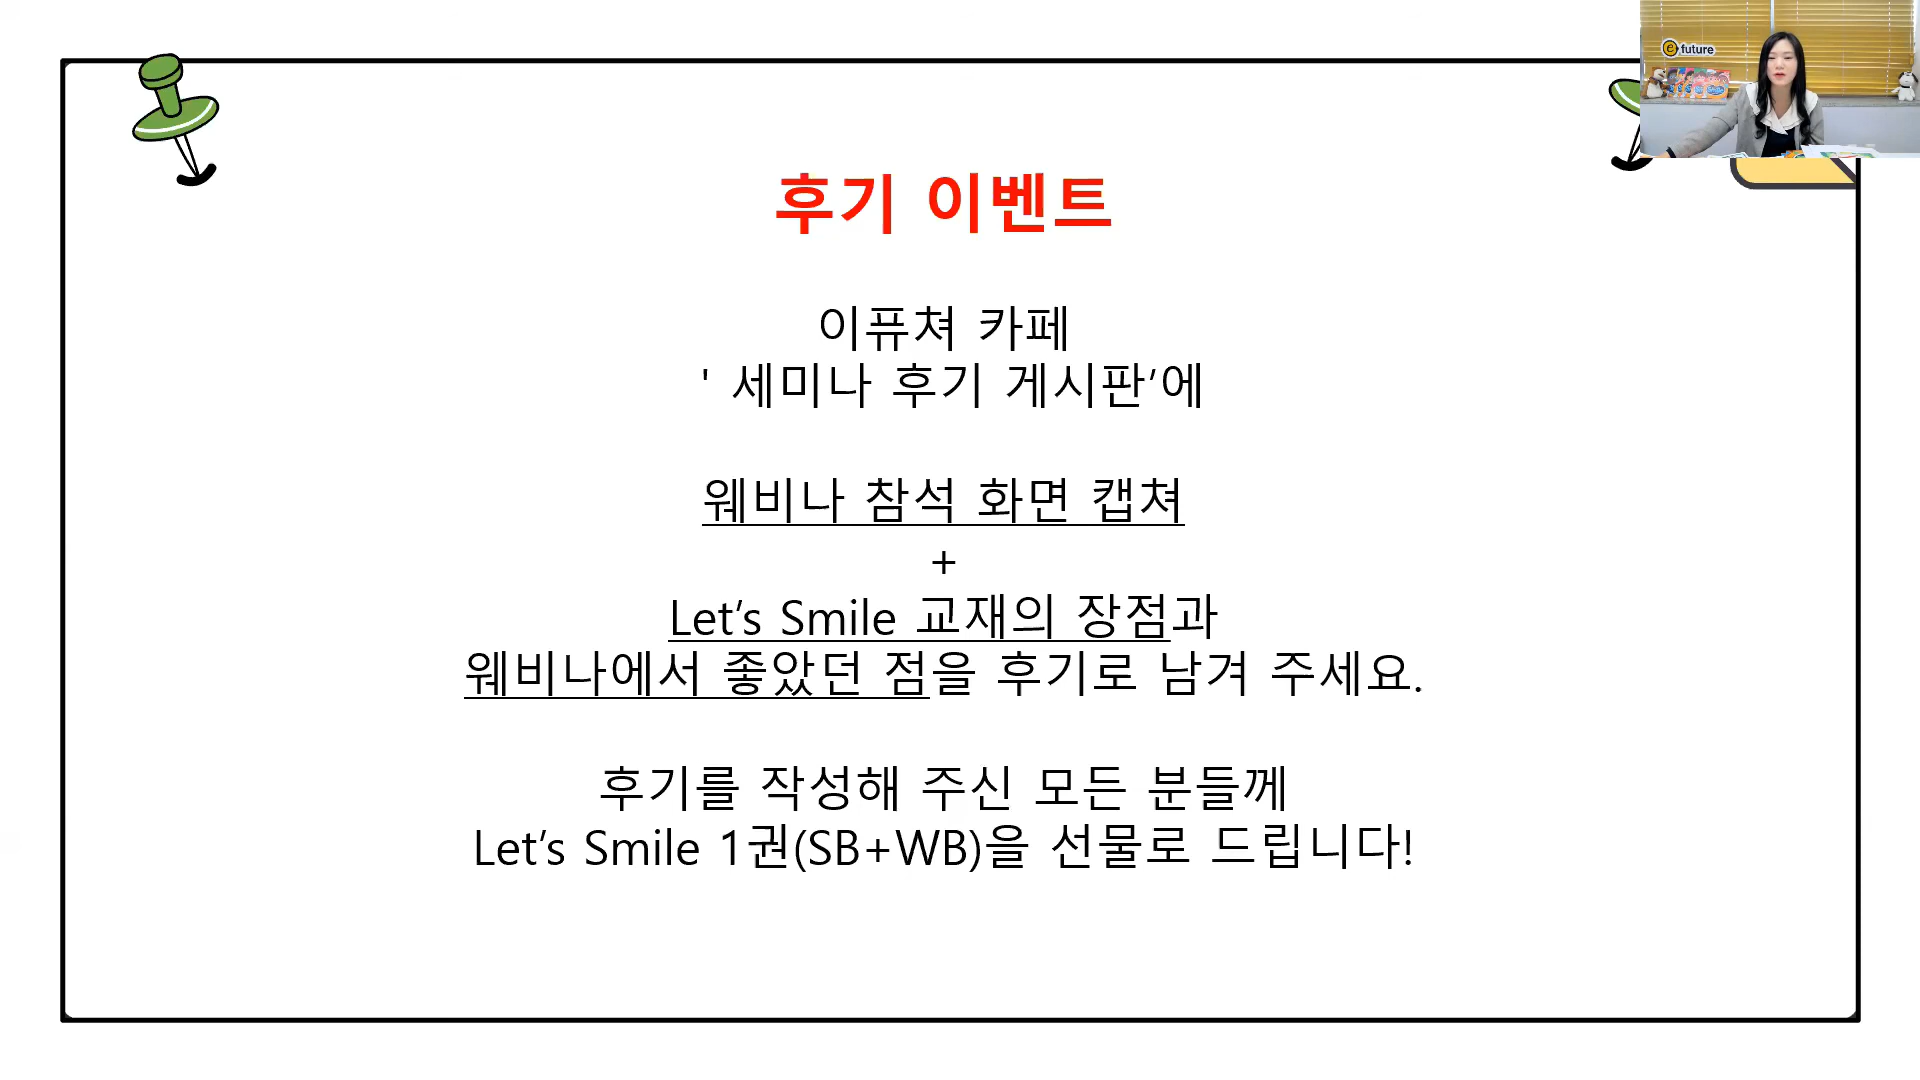 e future
후기 이벤트
이퓨쳐 카페
' 세미나 후기 게시판’에
웨비나 참석 화면 캡쳐
+
Let’s Smile 교재의 장점과
웨비나에서 좋았던 점을 후기로 남겨 주세요.
후기를 작성해 주신 모든 분들께
Let’s Smile 1권(SB+WB)을 선물로 드립니다!